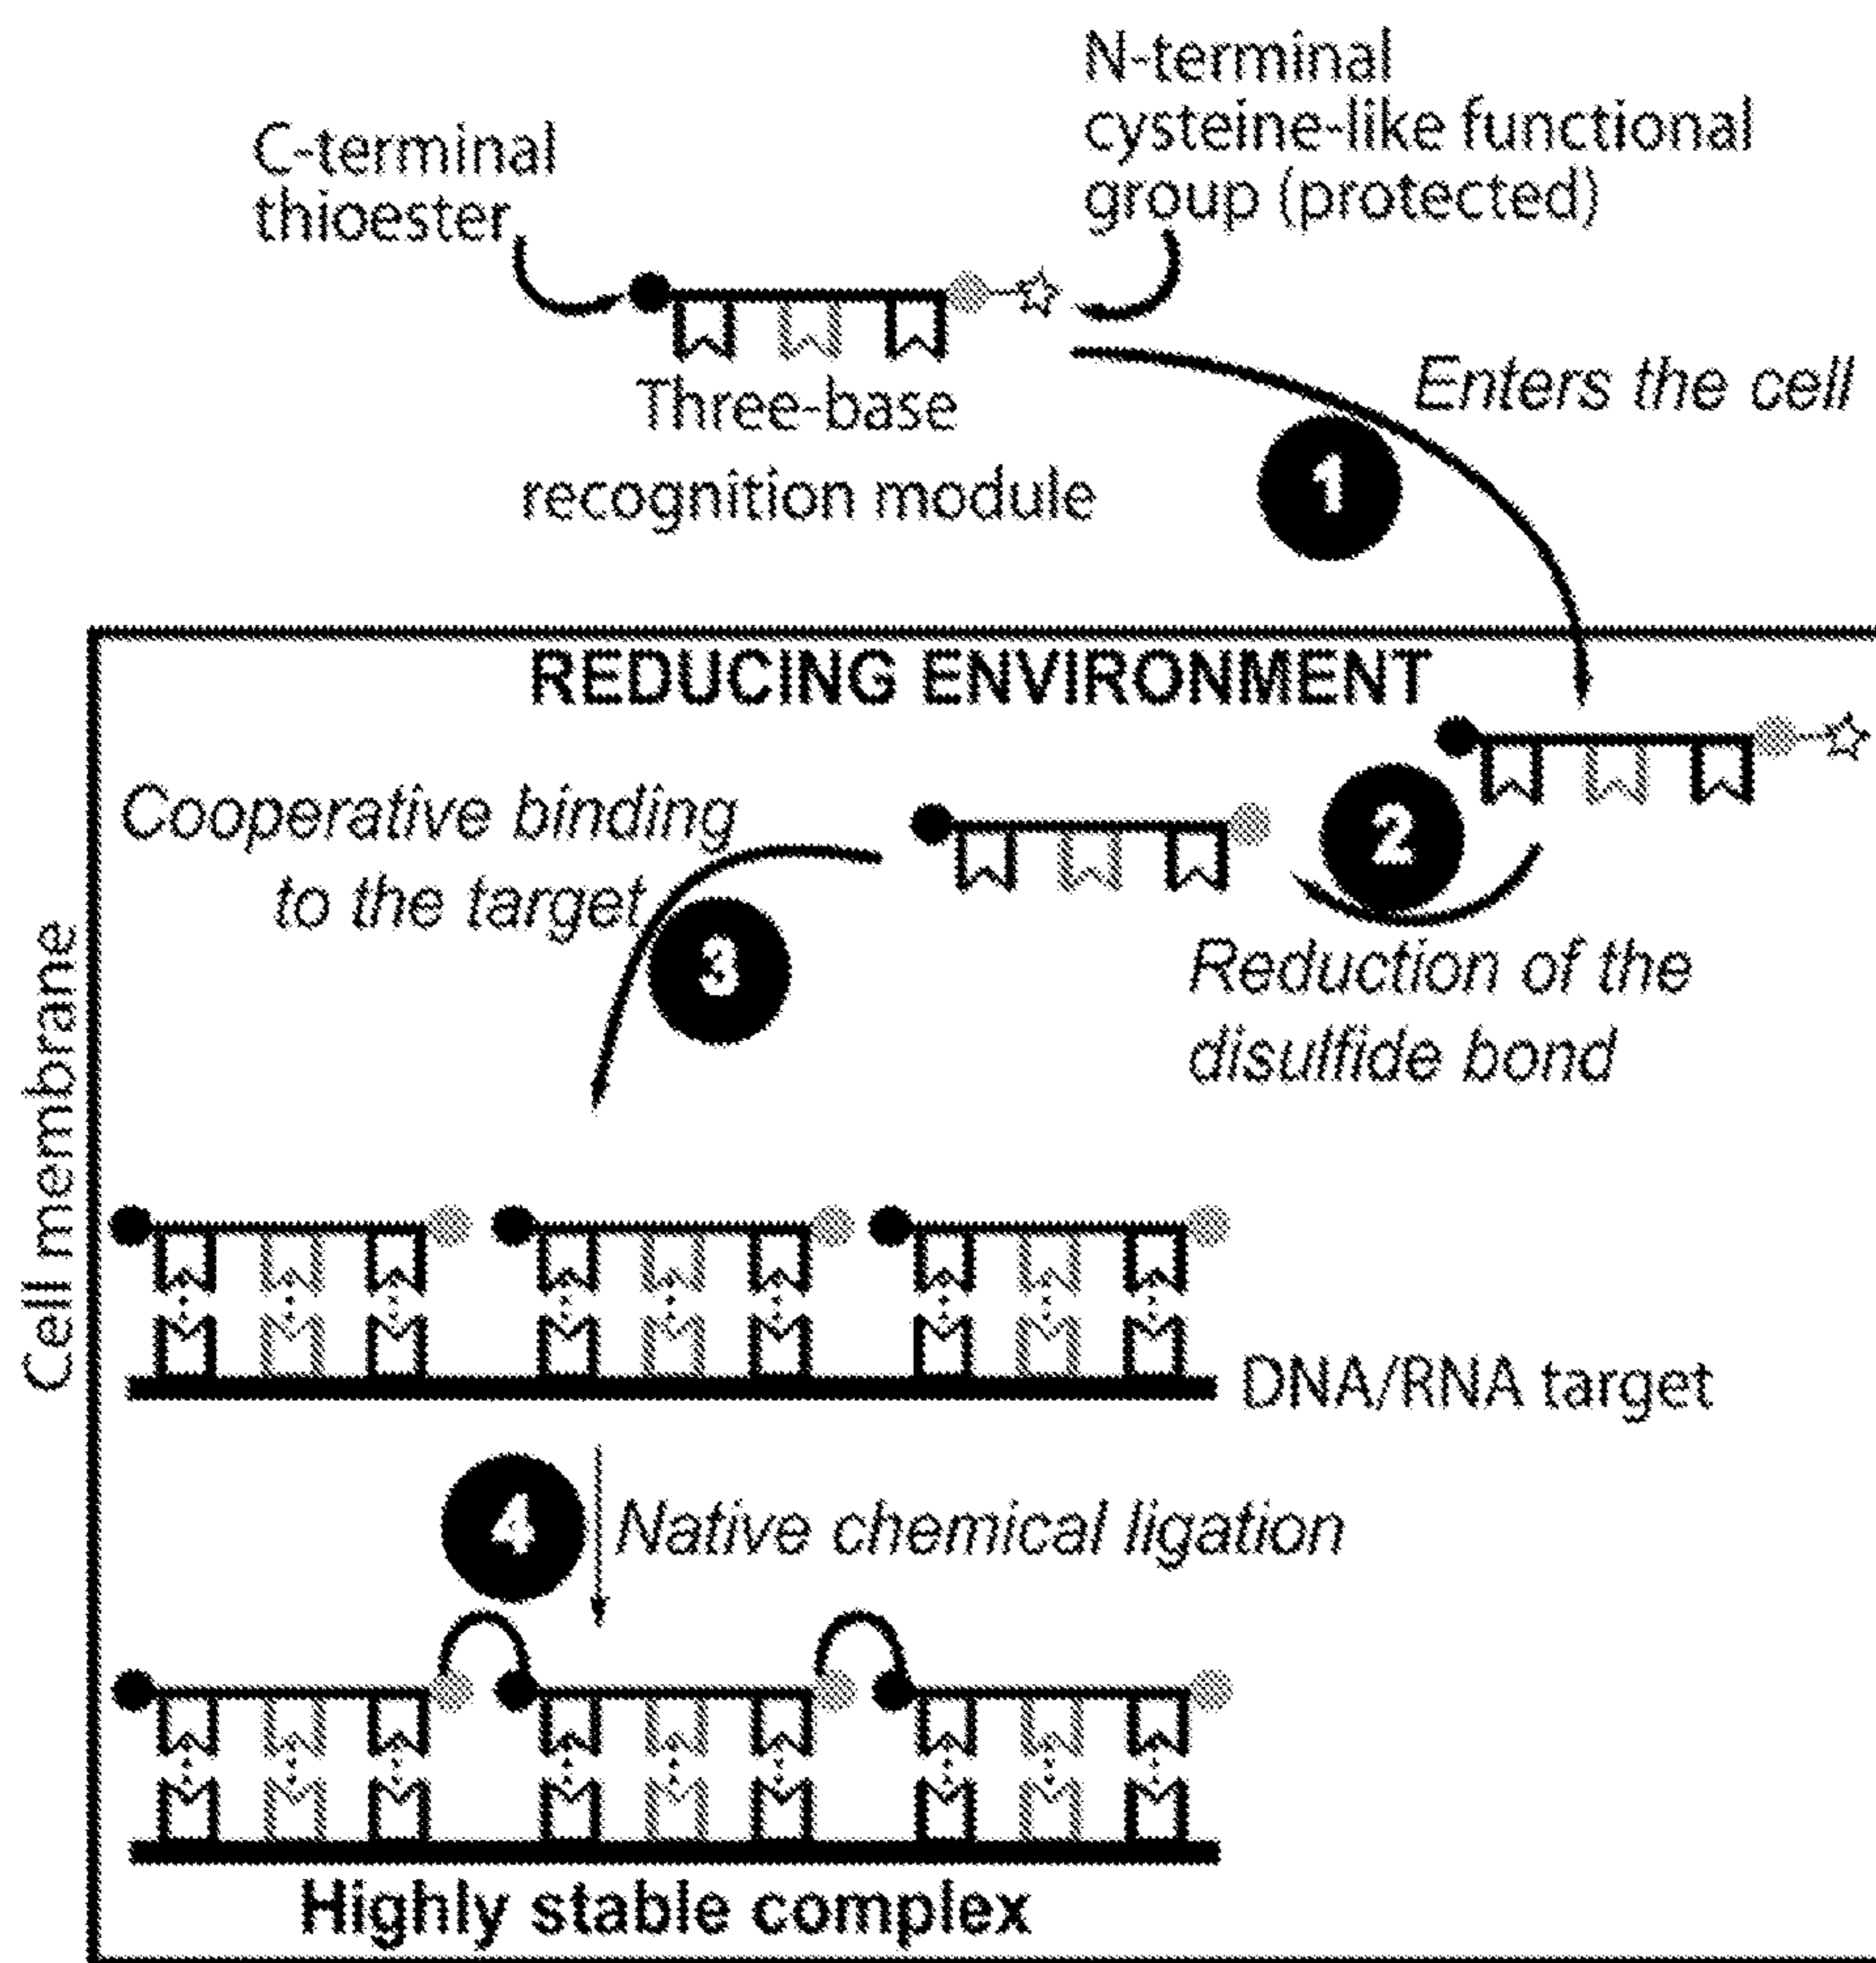 C-terminal
thioester
N-terminal
cysteine-like functional
group (protected)
Three-base
recognition module
Enters the cell
1
REDUCING ENVIRONMENT
2
Reduction of the
disulfide bond
Cooperative binding
to the target
3
Cell membrane
DNA/RNA target
4
Native chemical ligation
Highly stable complex